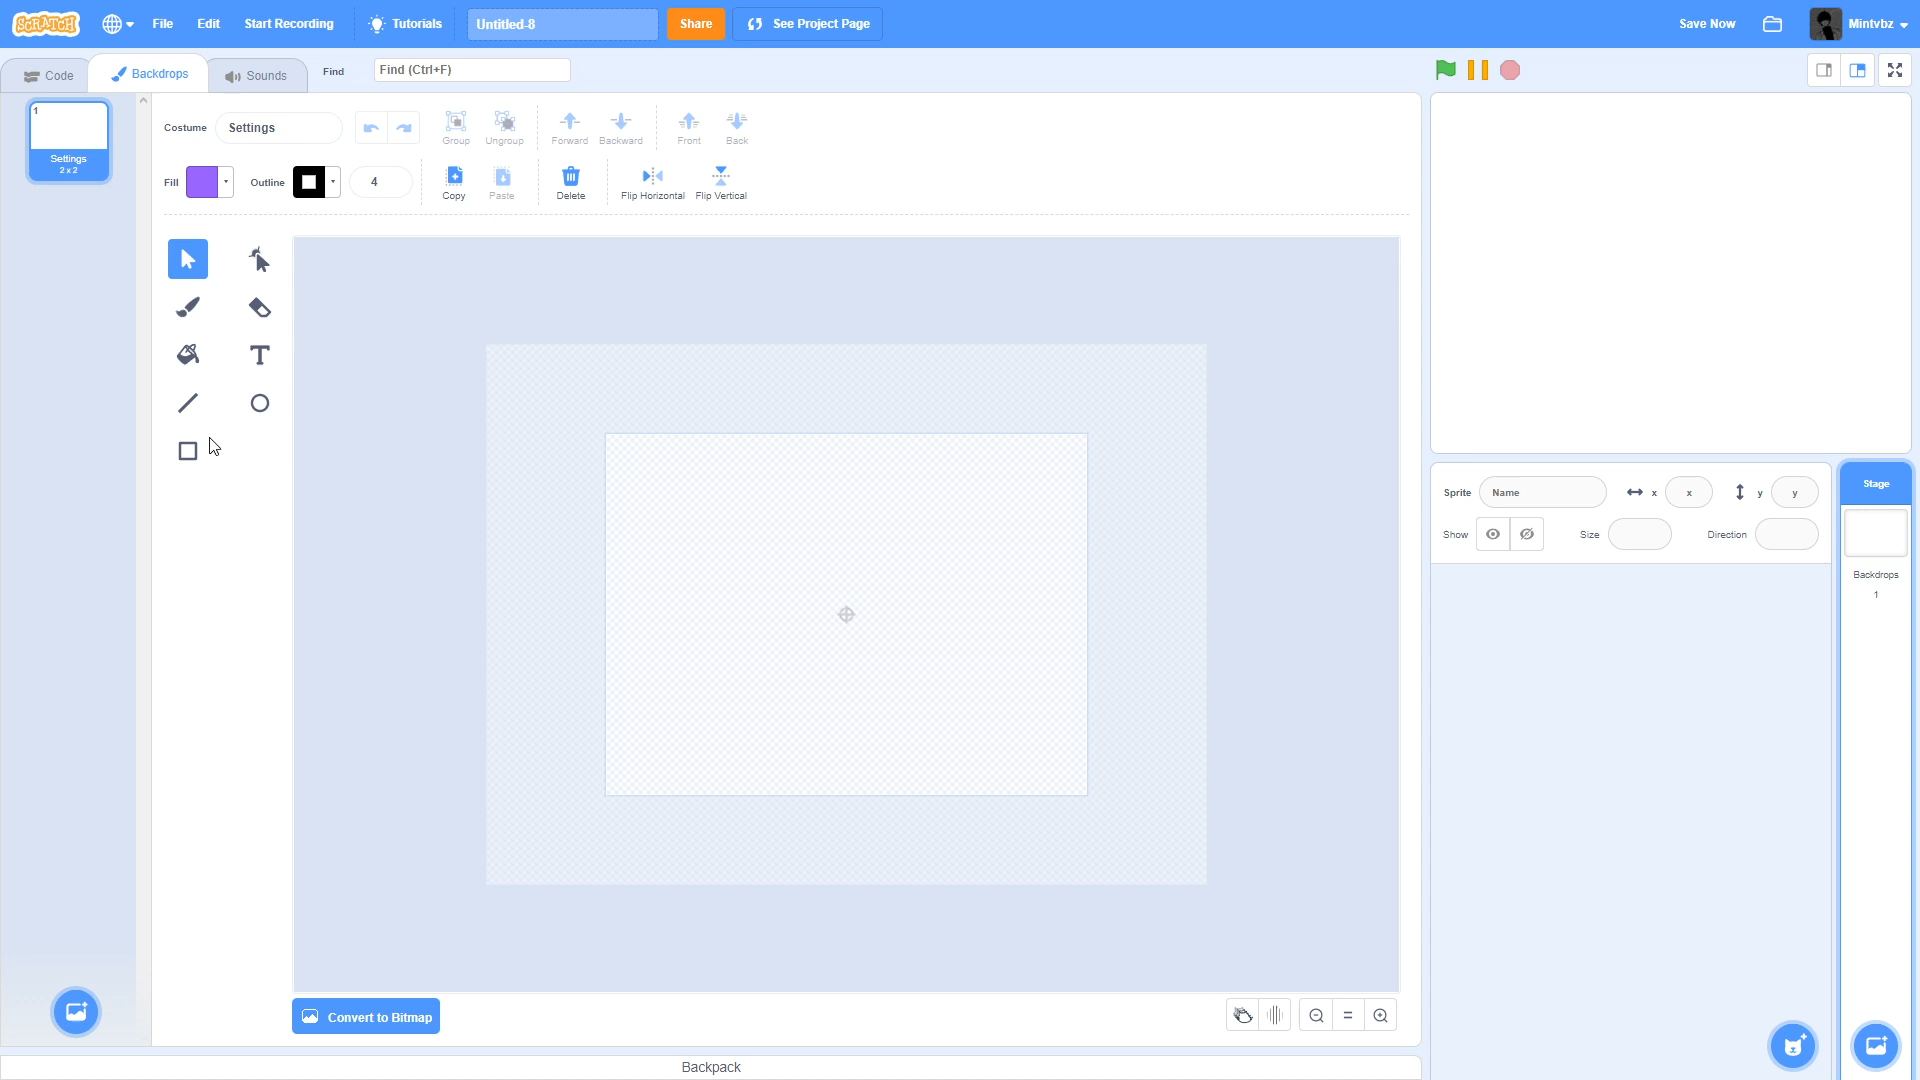 SCRATCH File Edit Start Recording Tutorials Untitled-8 Share See Project Page Save Now Mintvbz
Code Backdrops Sounds Find Find (Ctrl+F)
1
Settings
2 x 2
Costume Settings Group Ungroup Forward Backward Front Back
Fill Outline 4 Copy Paste Delete Flip Horizontal Flip Vertical
Sprite Name x x y y
Show Size Direction
Stage
Backdrops
1
Convert to Bitmap
Backpack